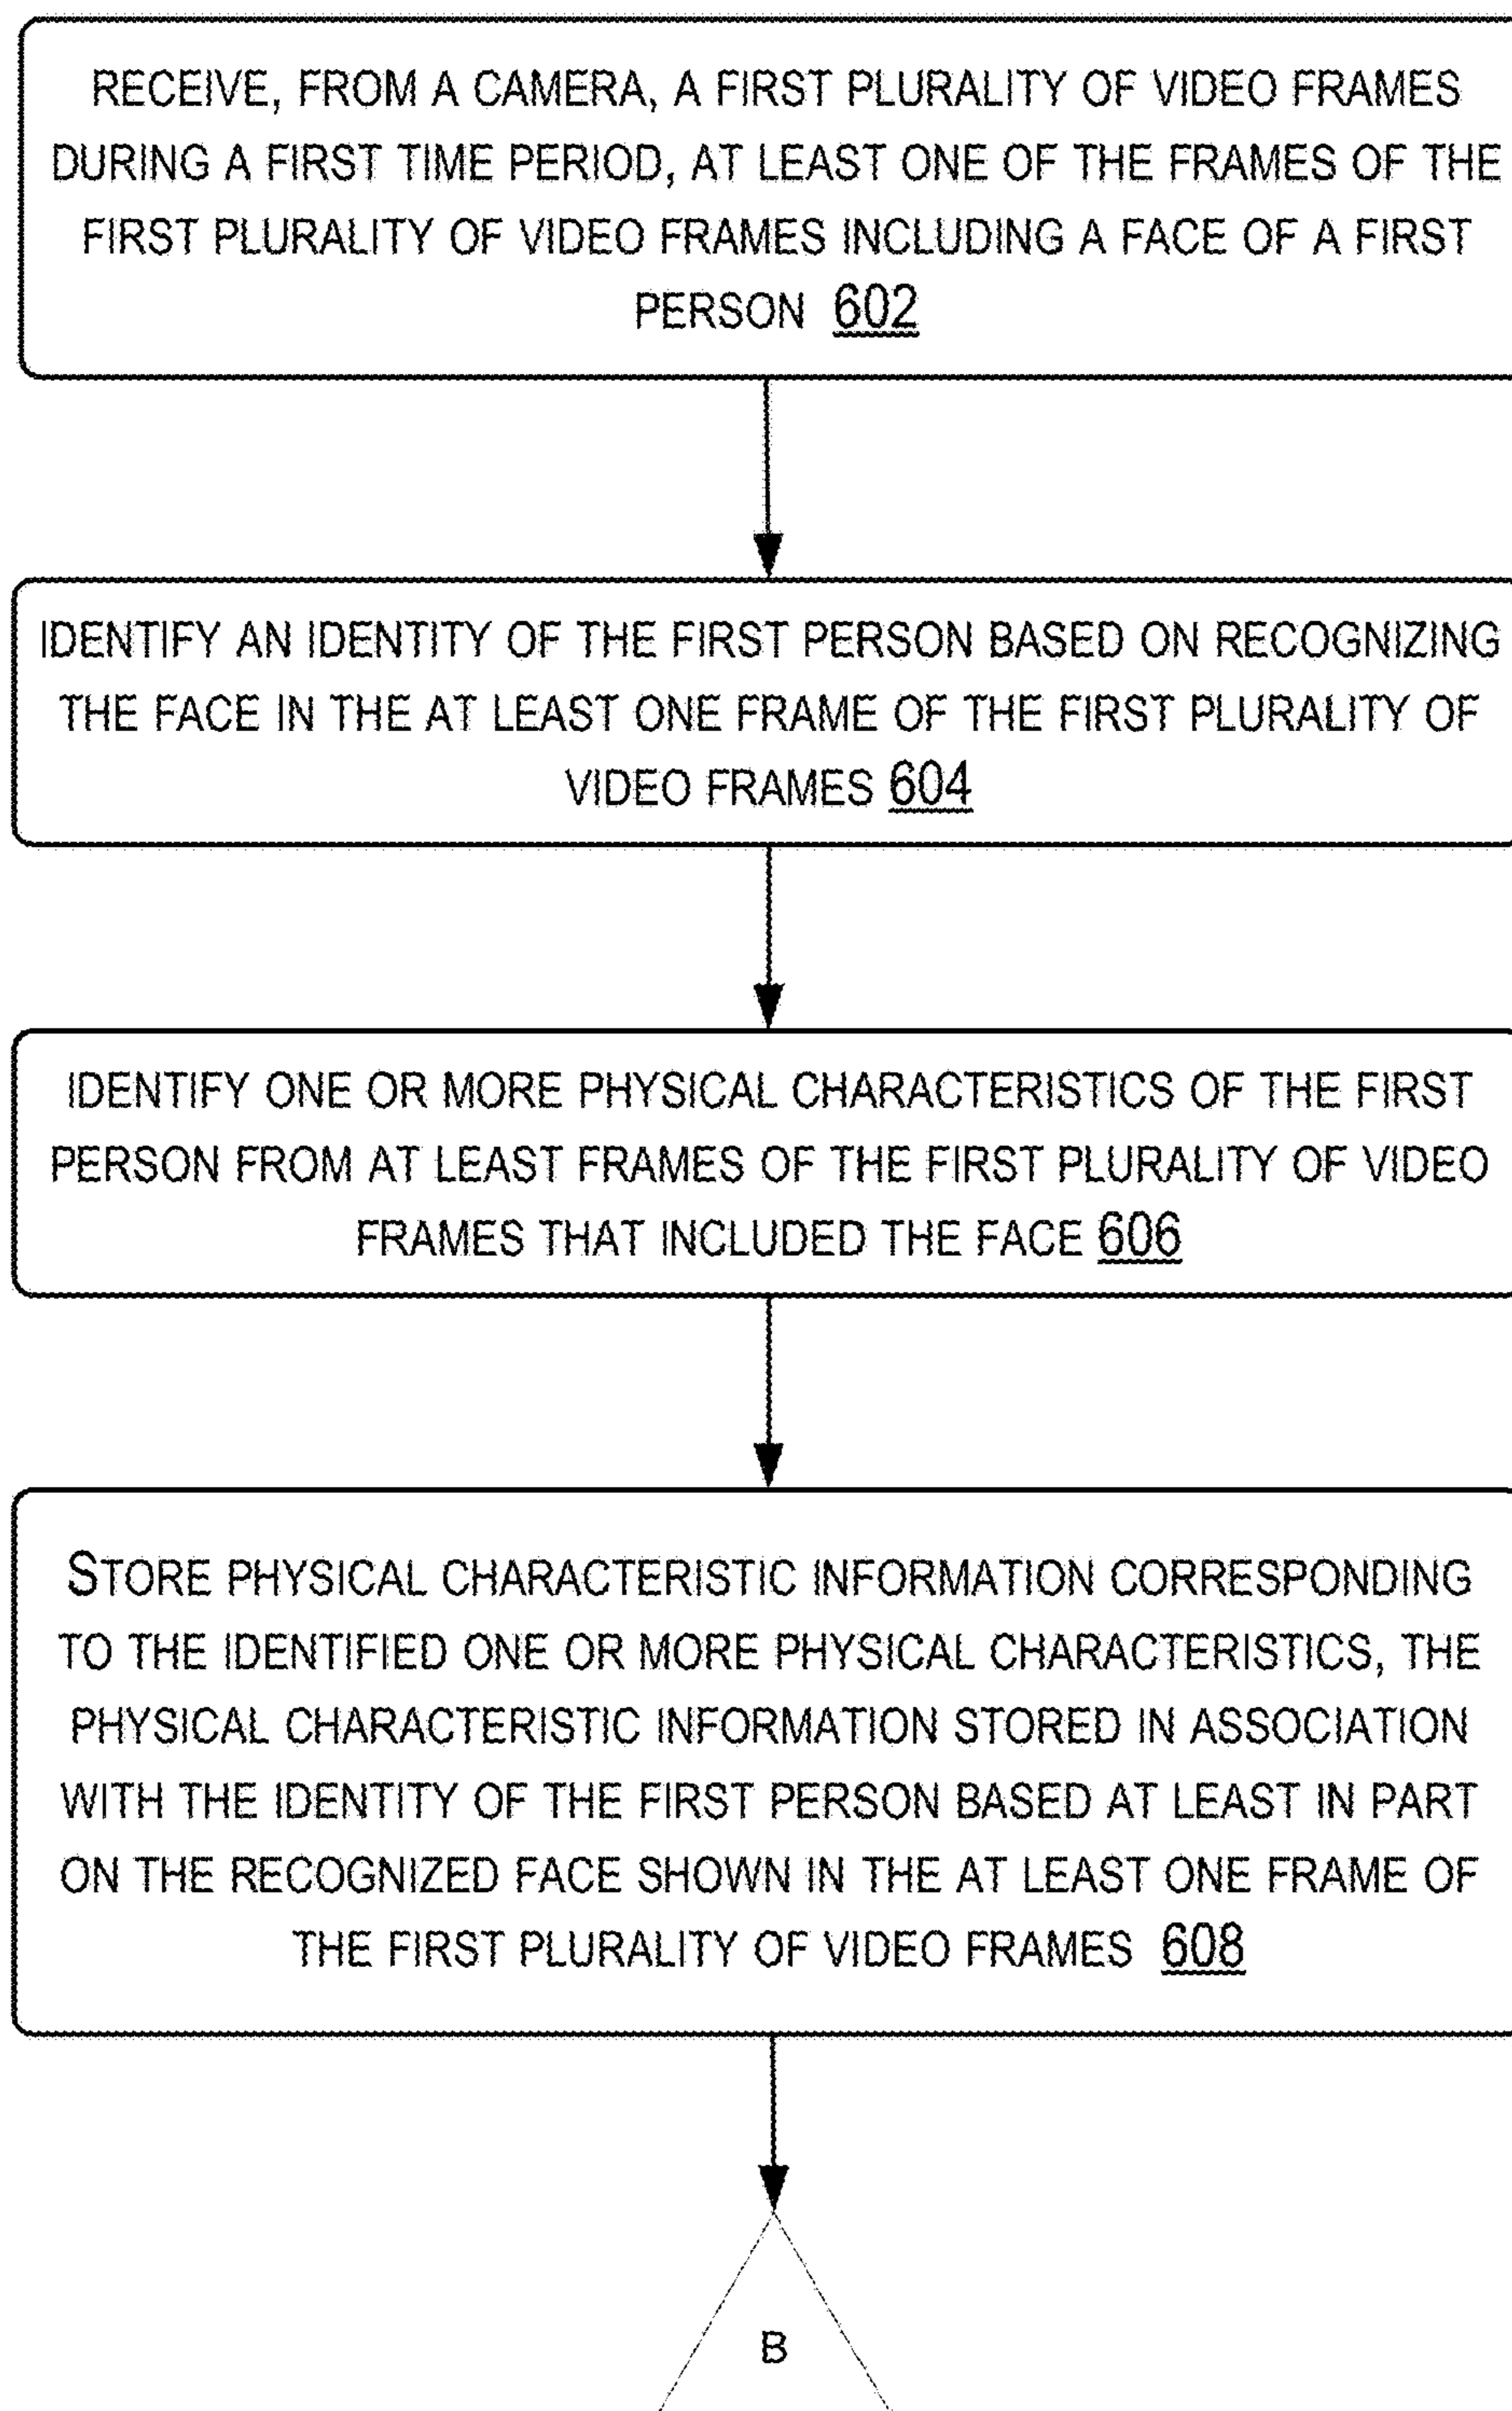 RECEIVE, FROM A CAMERA, A FIRST PLURALITY OF VIDEO FRAMES
DURING A FIRST TIME PERIOD, AT LEAST ONE OF THE FRAMES OF THE
FIRST PLURALITY OF VIDEO FRAMES INCLUDING A FACE OF A FIRST
PERSON 602
IDENTIFY AN IDENTITY OF THE FIRST PERSON BASED ON RECOGNIZING
THE FACE IN THE AT LEAST ONE FRAME OF THE FIRST PLURALITY OF
VIDEO FRAMES 604
IDENTIFY ONE OR MORE PHYSICAL CHARACTERISTICS OF THE FIRST
PERSON FROM AT LEAST FRAMES OF THE FIRST PLURALITY OF VIDEO
FRAMES THAT INCLUDED THE FACE 606
STORE PHYSICAL CHARACTERISTIC INFORMATION CORRESPONDING
TO THE IDENTIFIED ONE OR MORE PHYSICAL CHARACTERISTICS, THE
PHYSICAL CHARACTERISTIC INFORMATION STORED IN ASSOCIATION
WITH THE IDENTITY OF THE FIRST PERSON BASED AT LEAST IN PART
ON THE RECOGNIZED FACE SHOWN IN THE AT LEAST ONE FRAME OF
THE FIRST PLURALITY OF VIDEO FRAMES 608
B